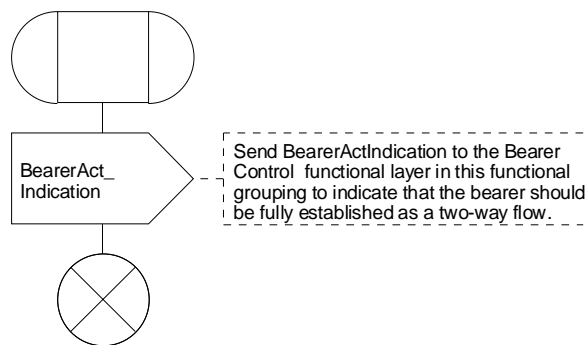 BearerAct_
Indication
Send BearerActIndication to the Bearer
Control functional layer in this functional
grouping to indicate that the bearer should
be fully established as a two-way flow.